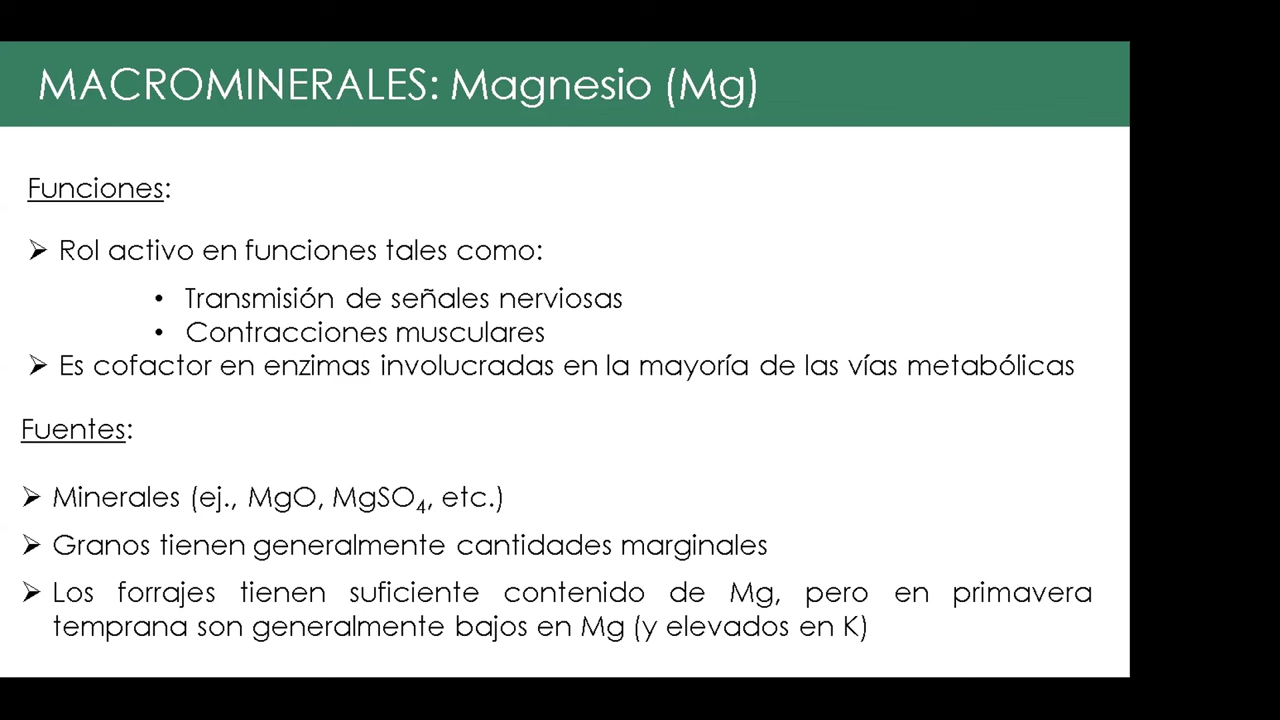 MACROMINERALES: Magnesio (Mg)
Funciones:
➢ Rol activo en funciones tales como:
• Transmisión de señales nerviosas
• Contracciones musculares
➢ Es cofactor en enzimas involucradas en la mayoría de las vías metabólicas
Fuentes:
➢ Minerales (ej., MgO, MgSO₄, etc.)
➢ Granos tienen generalmente cantidades marginales
➢ Los forrajes tienen suficiente contenido de Mg, pero en primavera
temprana son generalmente bajos en Mg (y elevados en K)